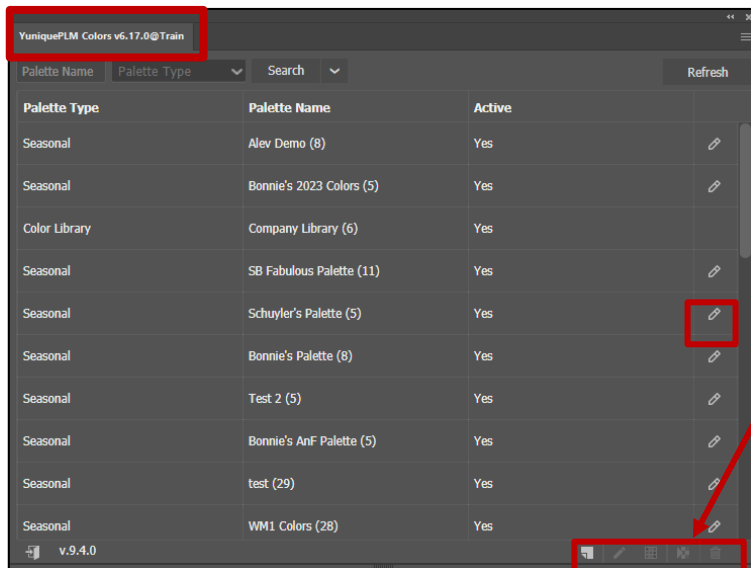 YuniquePLM Colors v6.17.0@Train
Palette Name Palette Type Search Refresh
Palette Type Palette Name Active
Seasonal Alev Demo (8) Yes
Seasonal Bonnie's 2023 Colors (5) Yes
Color Library Company Library (6) Yes
Seasonal SB Fabulous Palette (11) Yes
Seasonal Schuyler's Palette (5) Yes
Seasonal Bonnie's Palette (8) Yes
Seasonal Test 2 (5) Yes
Seasonal Bonnie's AnF Palette (5) Yes
Seasonal test (29) Yes
Seasonal WM1 Colors (28) Yes
v.9.4.0